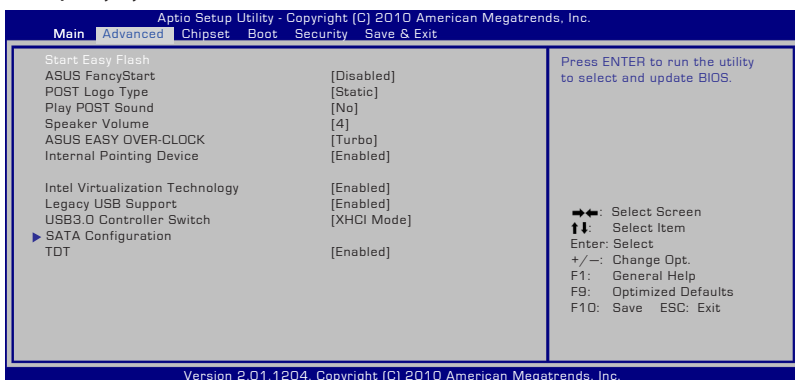 Aptio Setup Utility - Copyright (C) 2010 American Megatrends, Inc.
Main Advanced Chipset Boot Security Save & Exit
Start Easy Flash
ASUS FancyStart [Disabled]
POST Logo Type [Static]
Play POST Sound [No]
Speaker Volume [4]
ASUS EASY OVER-CLOCK [Turbo]
Internal Pointing Device [Enabled]
Intel Virtualization Technology [Enabled]
Legacy USB Support [Enabled]
USB3.0 Controller Switch [XHCI Mode]
SATA Configuration
TDT [Enabled]
Press ENTER to run the utility
to select and update BIOS.
→←: Select Screen
↑↓: Select Item
Enter: Select
+/—: Change Opt.
F1: General Help
F9: Optimized Defaults
F10: Save ESC: Exit
Version 2.01.1204. Copyright (C) 2010 American Megatrends, Inc.